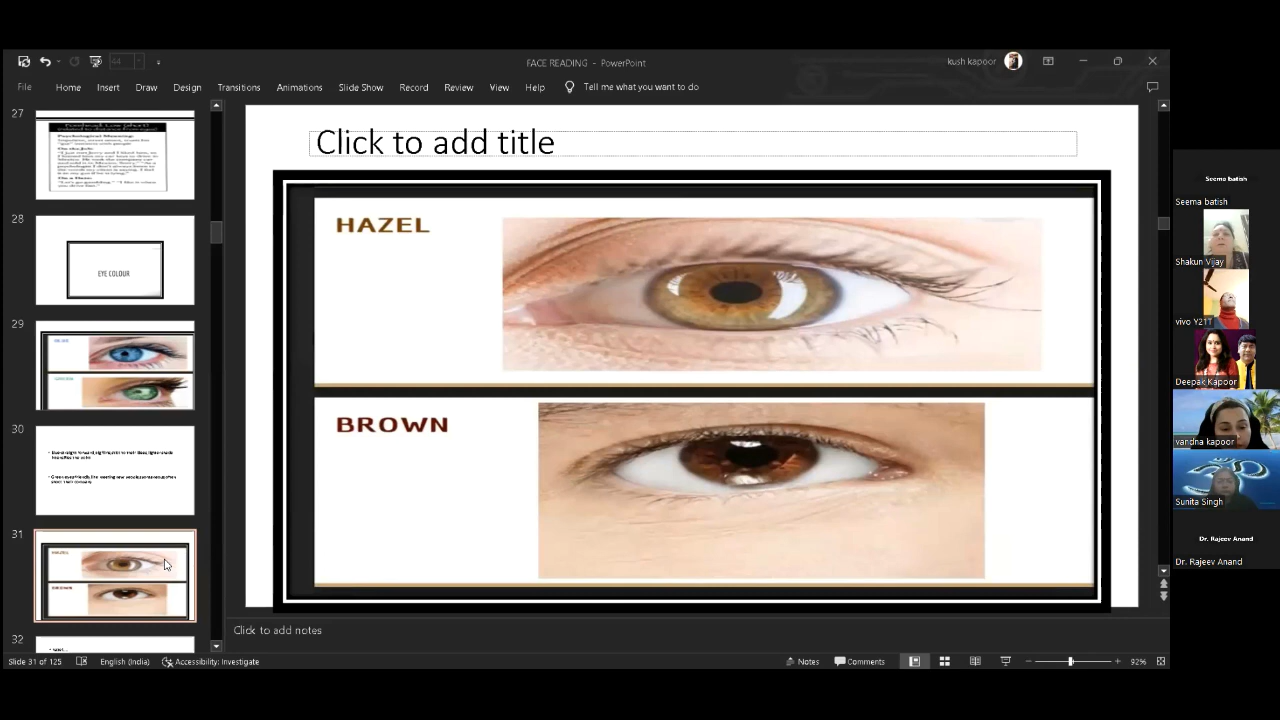 44
FACE READING - PowerPoint
kush kapoor
File Home Insert Draw Design Transitions Animations Slide Show Record Review View Help Tell me what you want to do
27
28
EYE COLOUR
29
30
31
HAZEL
BROWN
32
Click to add title
HAZEL
BROWN
Click to add notes
Slide 31 of 125 English (India) Accessibility: Investigate Notes Comments 92%
Seema batish
Seema batish
Shakun Vijay
vivo Y21T
Deepak Kapoor
vandna kapoor
Sunita Singh
Dr. Rajeev Anand
Dr. Rajeev Anand